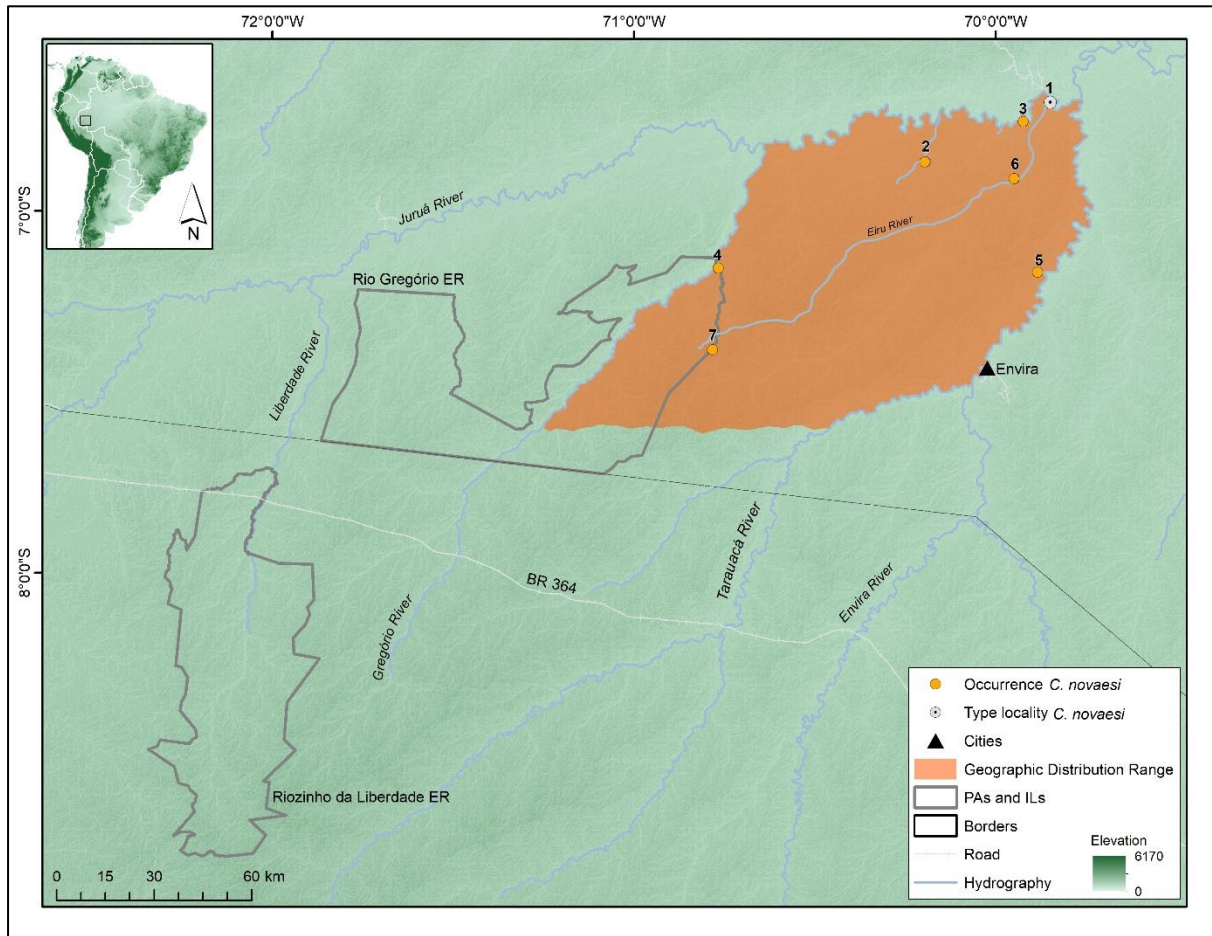 72°0'0"W
71°0'0"W
70°0'0"W
N
7°0'0"S
8°0'0"S
1
3
2
6
Juruá River
Eiru River
4
5
Rio Gregório ER
7
Envira
Liberdade River
BR 364
Tarauacá River
Envira River
Gregório River
Riozinho da Liberdade ER
0 15 30 60 km
Occurrence C. novaesi
Type locality C. novaesi
Cities
Geographic Distribution Range
PAs and ILs
Borders
Road
Hydrography
Elevation
6170
0